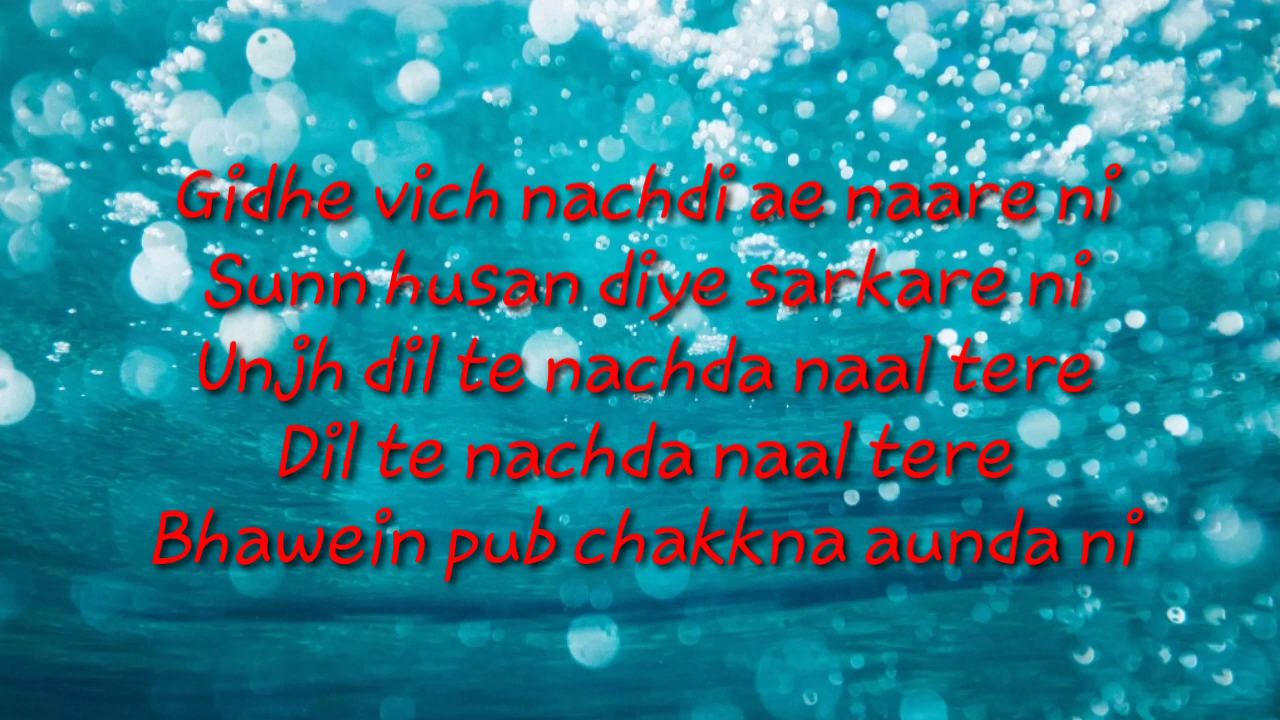 Gidhe vich nachdi ae naare ni
Sunn husan diye sarkare ni
Unjh dil te nachda naal tere
Dil te nachda naal tere
Bhawein pub chakkna aunda ni